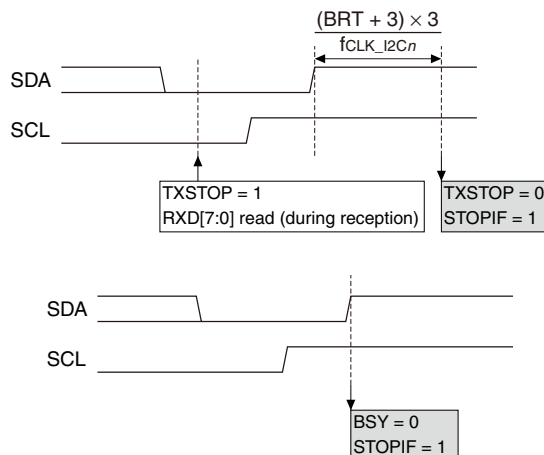 (BRT + 3) × 3
fCLK_I2Cn
SDA
SCL
TXSTOP = 1
RXD[7:0] read (during reception)
TXSTOP = 0
STOPIF = 1
SDA
SCL
BSY = 0
STOPIF = 1